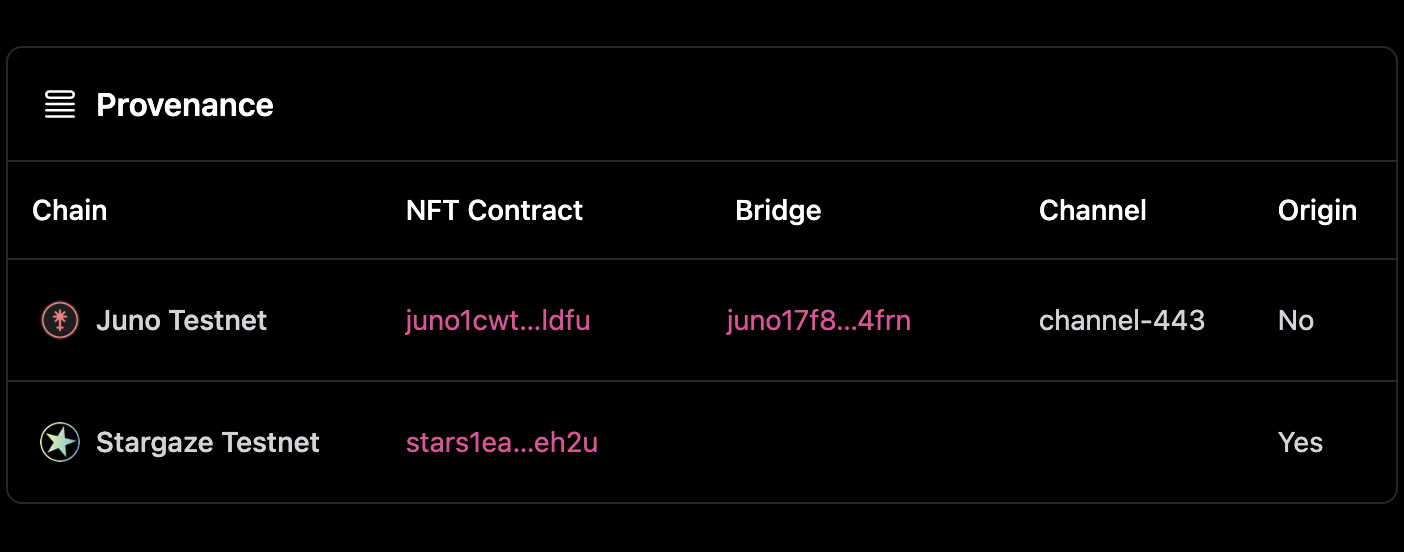 Provenance
Chain NFT Contract Bridge Channel Origin
Juno Testnet juno1cwt...ldfu juno17f8...4frn channel-443 No
Stargaze Testnet stars1ea...eh2u Yes